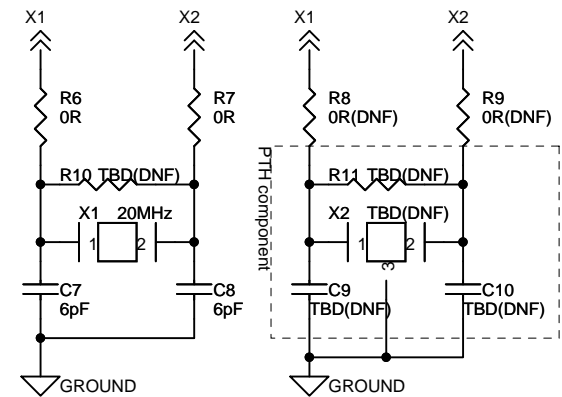 X1
X2
X1
X2
R6
0R
R7
0R
R8
0R(DNF)
R9
0R(DNF)
PTH component
R10 TBD(DNF)
R11 TBD(DNF)
X1 20MHz
1 2
X2 TBD(DNF)
1 2
3
C7
6pF
C8
6pF
C9
TBD(DNF)
C10
TBD(DNF)
GROUND
GROUND